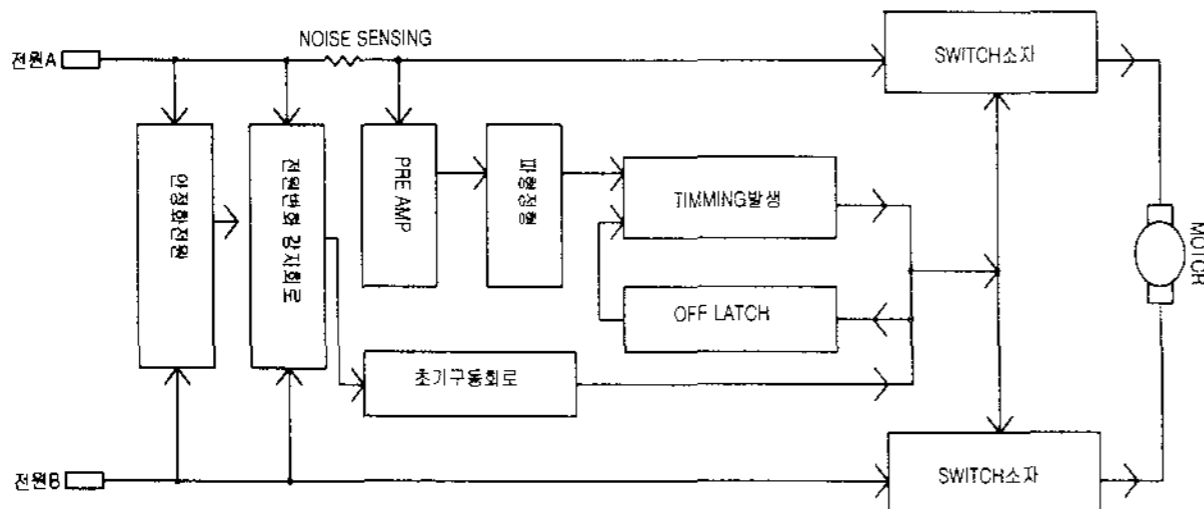 NOISE SENSING
전원A
SWITCH소자
안정화전원
전원변화 감지회로
PRE AMP
파형정형
TIMMING발생
MOTOR
OFF LATCH
초기구동회로
전원B
SWITCH소자